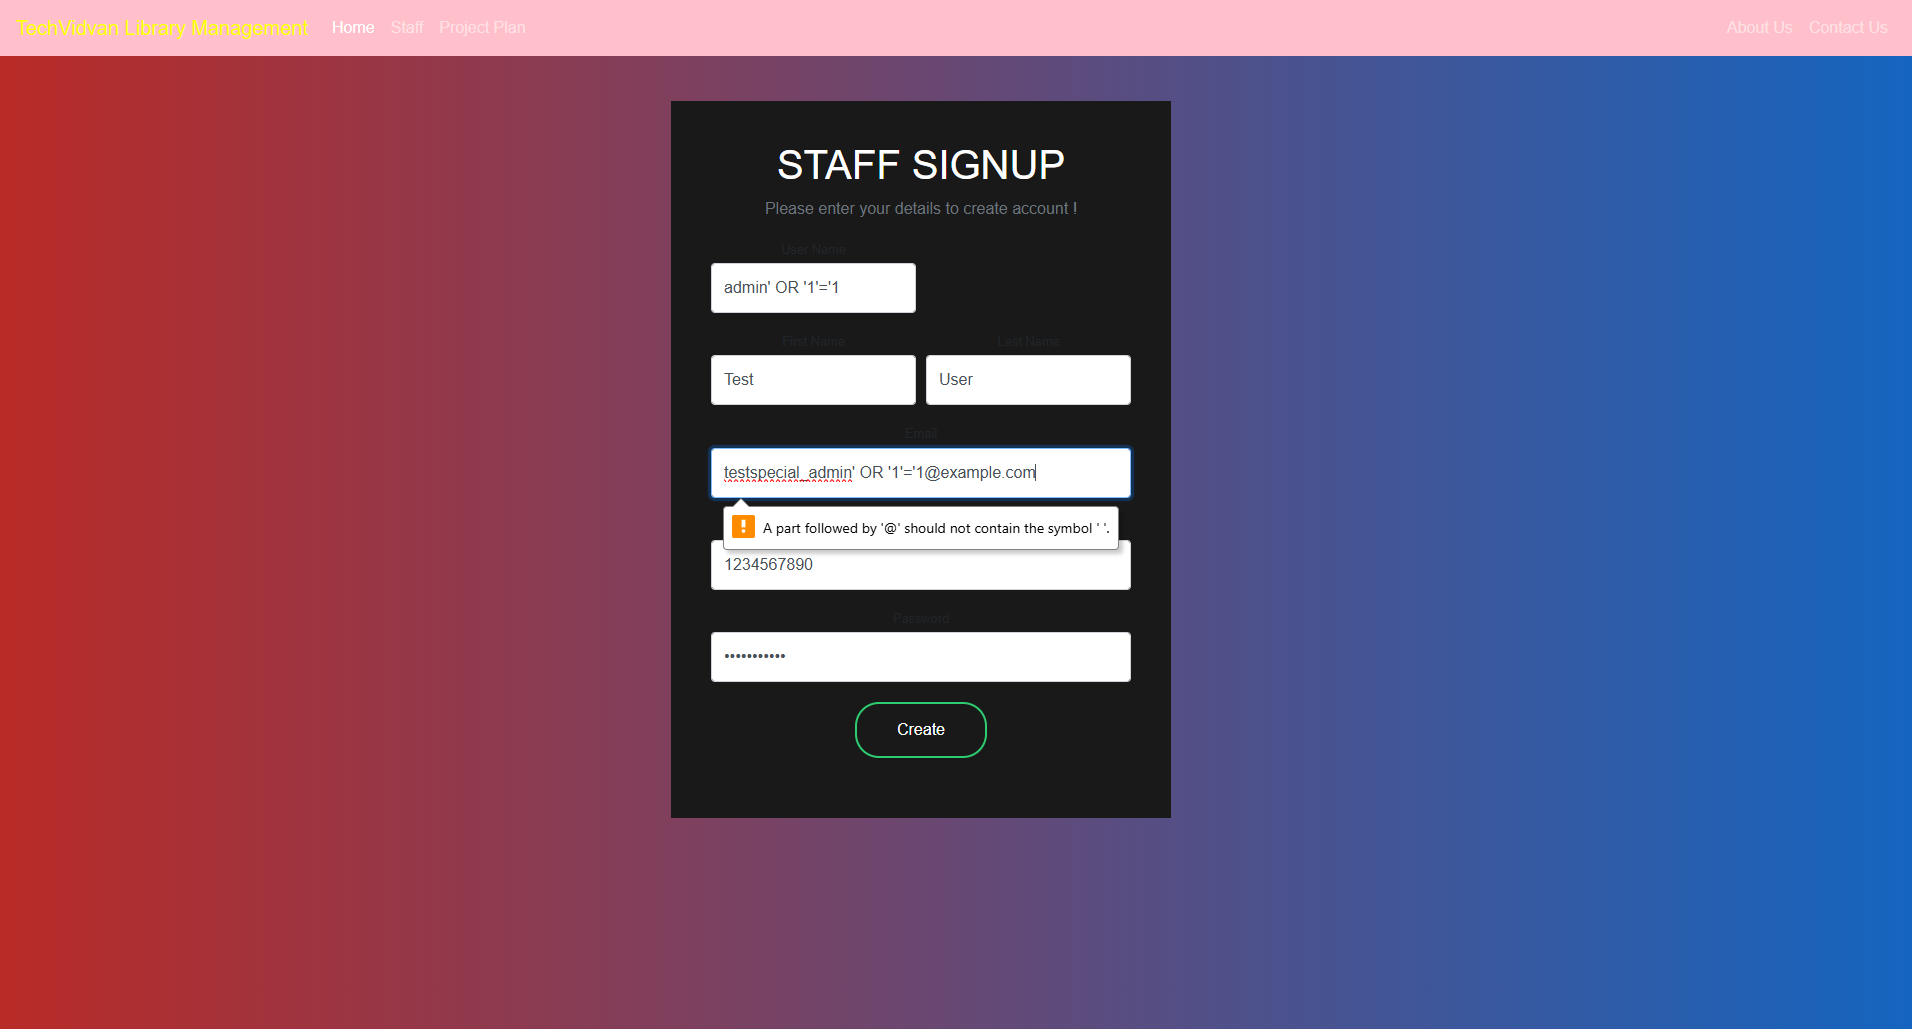 TechVidvan Library Management Home Staff Project Plan About Us Contact Us
STAFF SIGNUP
Please enter your details to create account !
User Name
admin' OR '1'='1
First Name Last Name
Test User
Email
testspecial_admin' OR '1'='1@example.com
A part followed by '@' should not contain the symbol ' '.
1234567890
Password
•••••••••••
Create